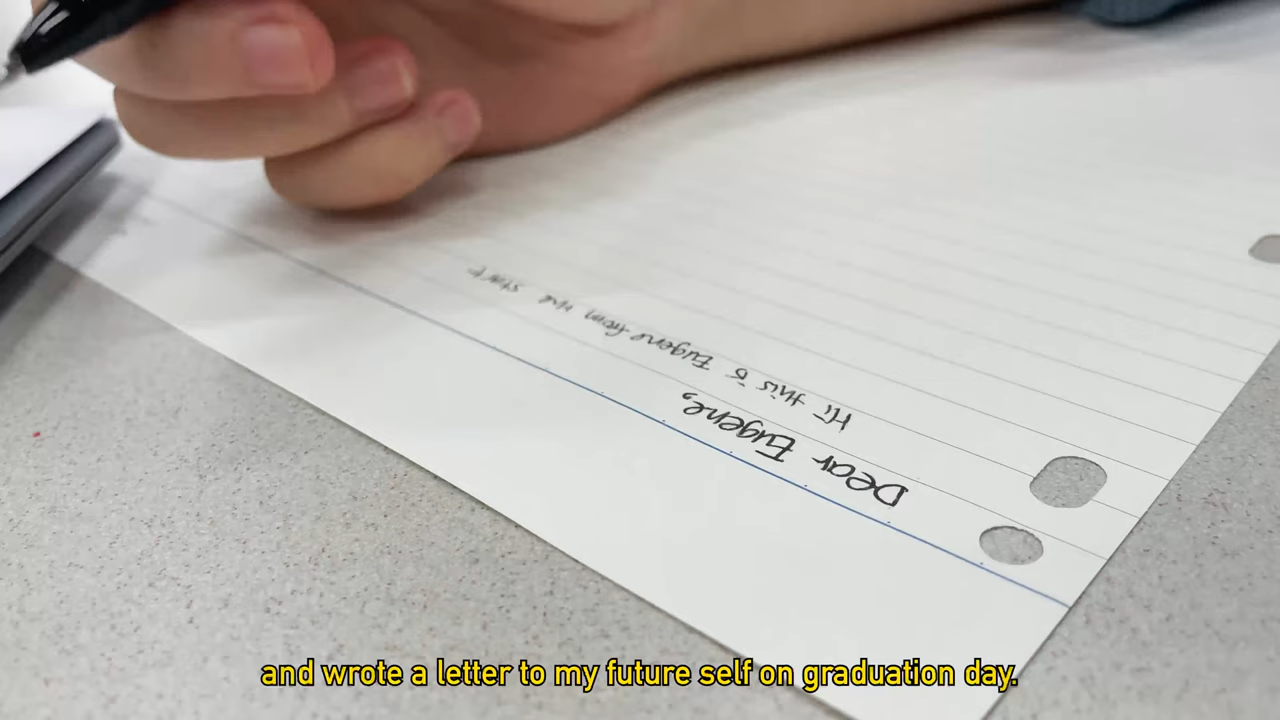 Dear Eugene,
Hi this is Eugene from the start
and wrote a letter to my future self on graduation day.